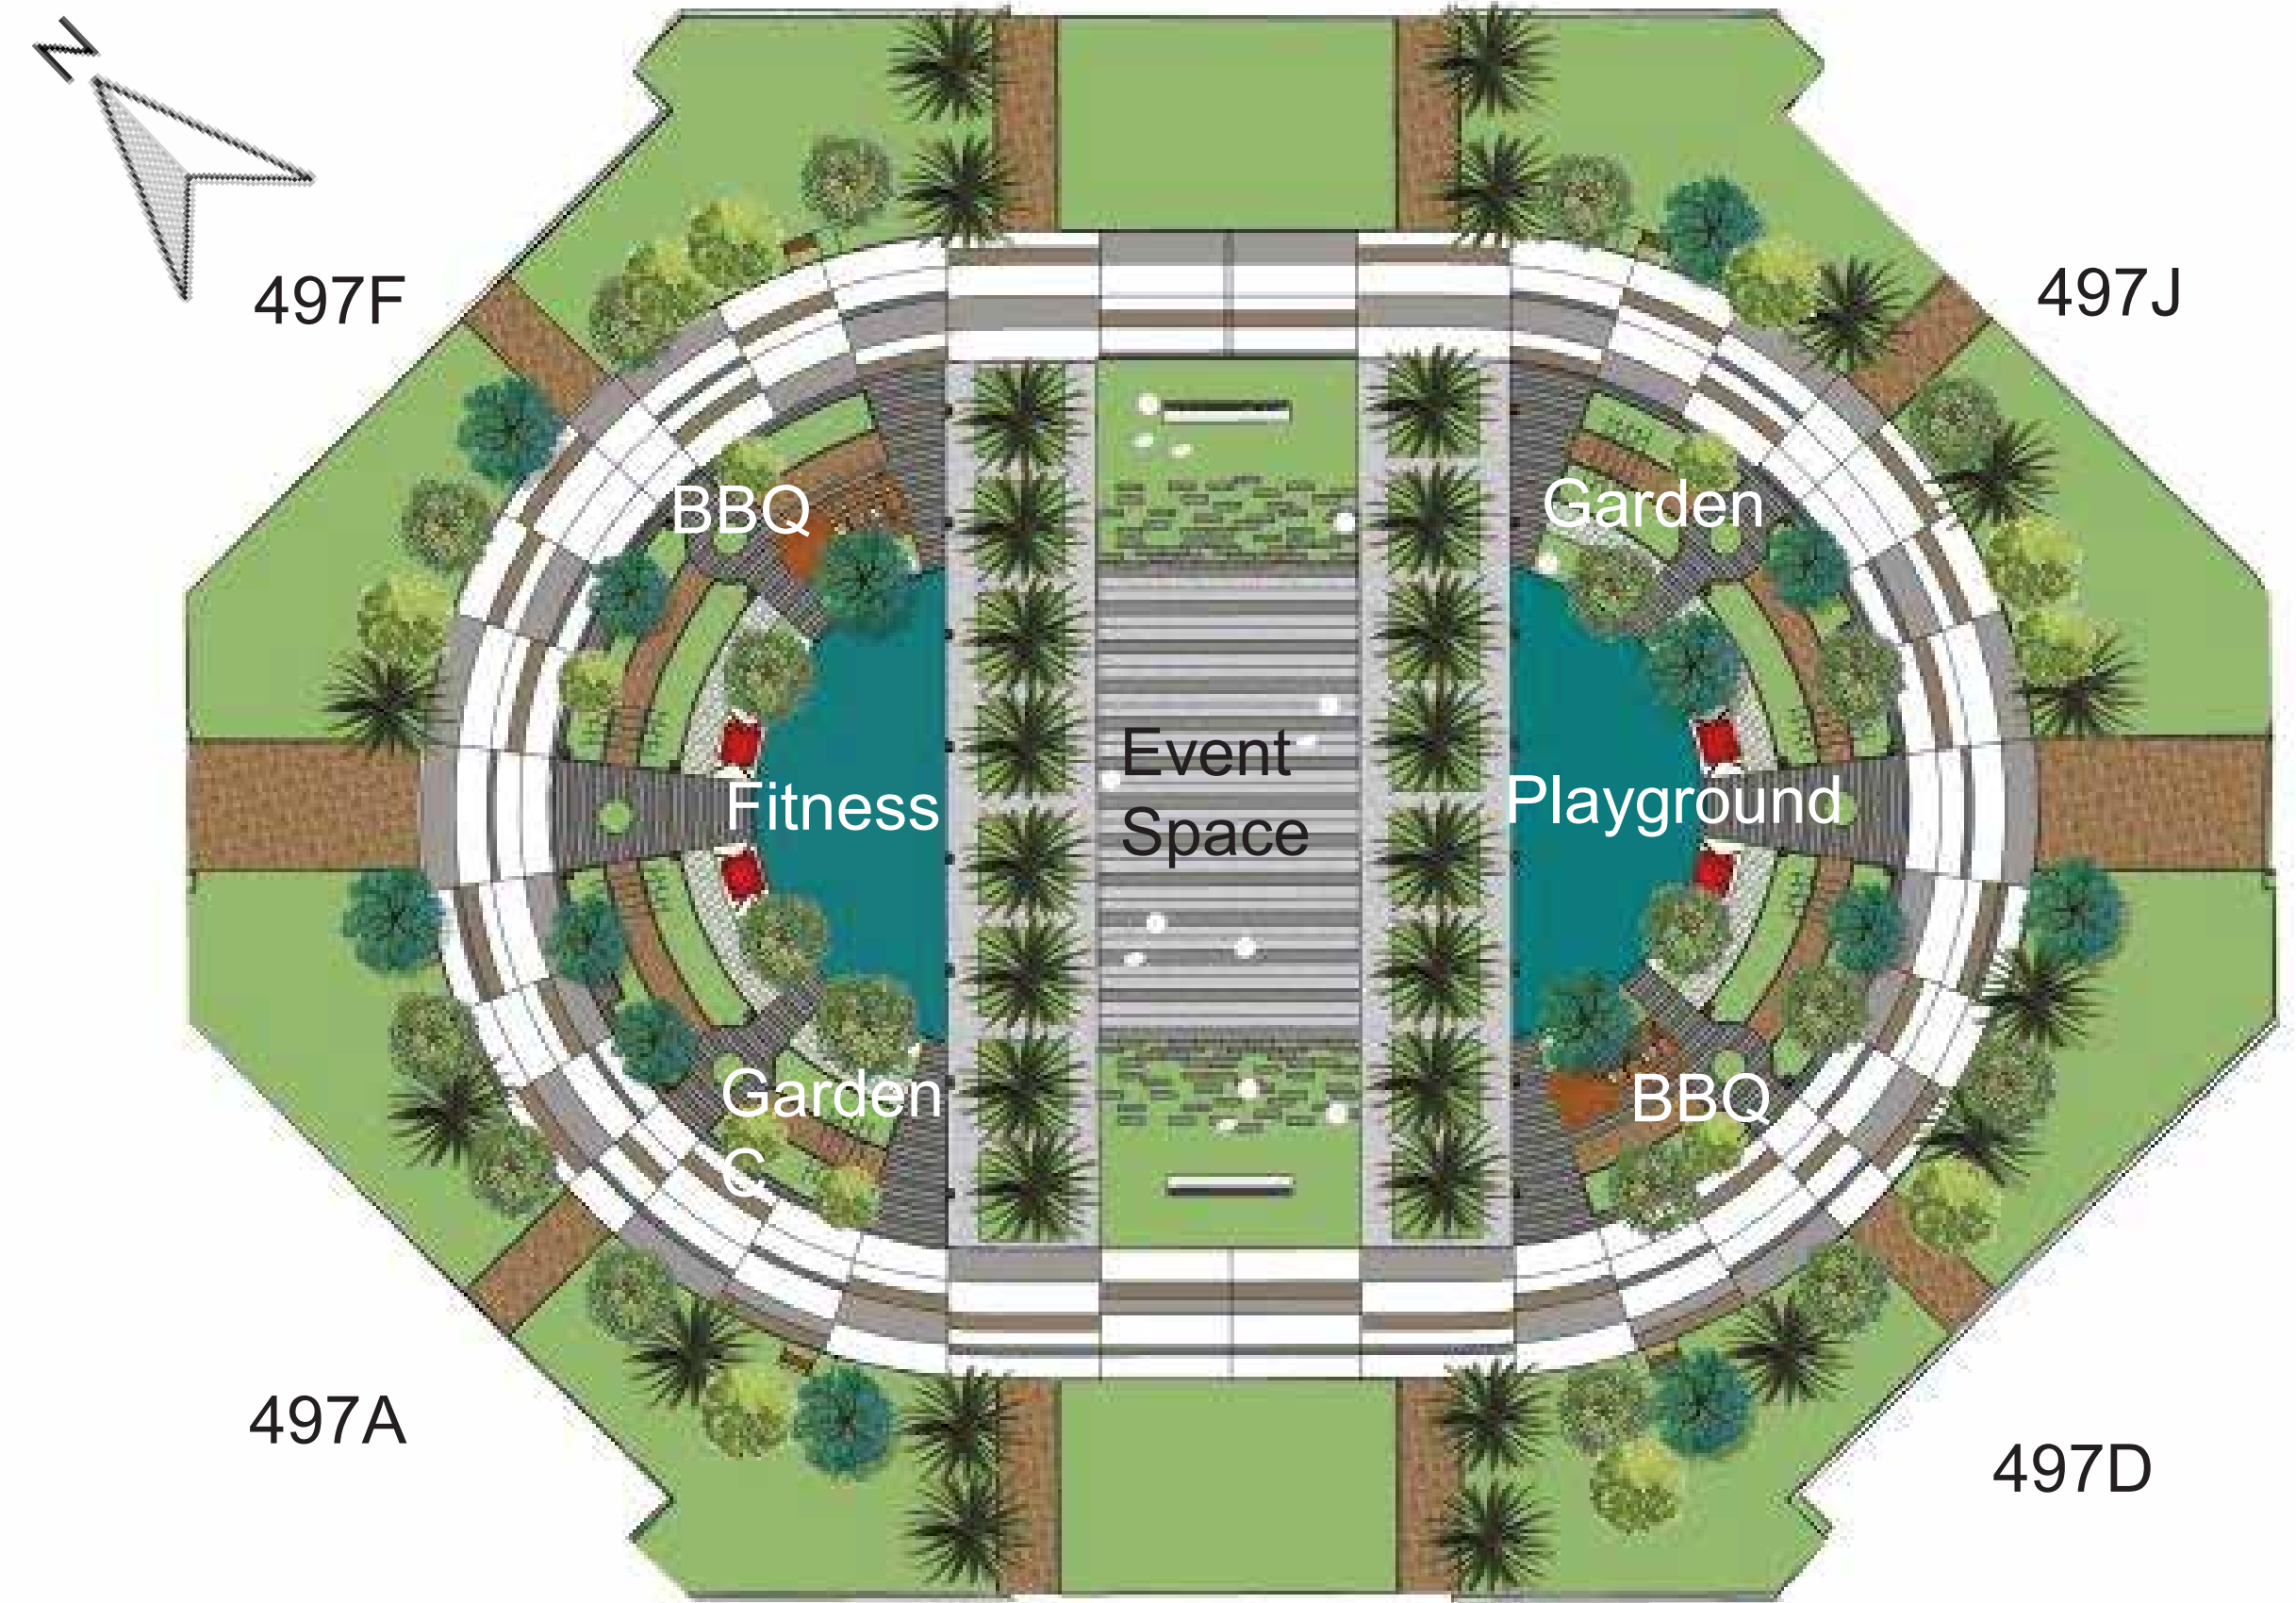 N
497F
497J
BBQ
Garden
Event
Space
Fitness
Playground
Garden
C
BBQ
497A
497D